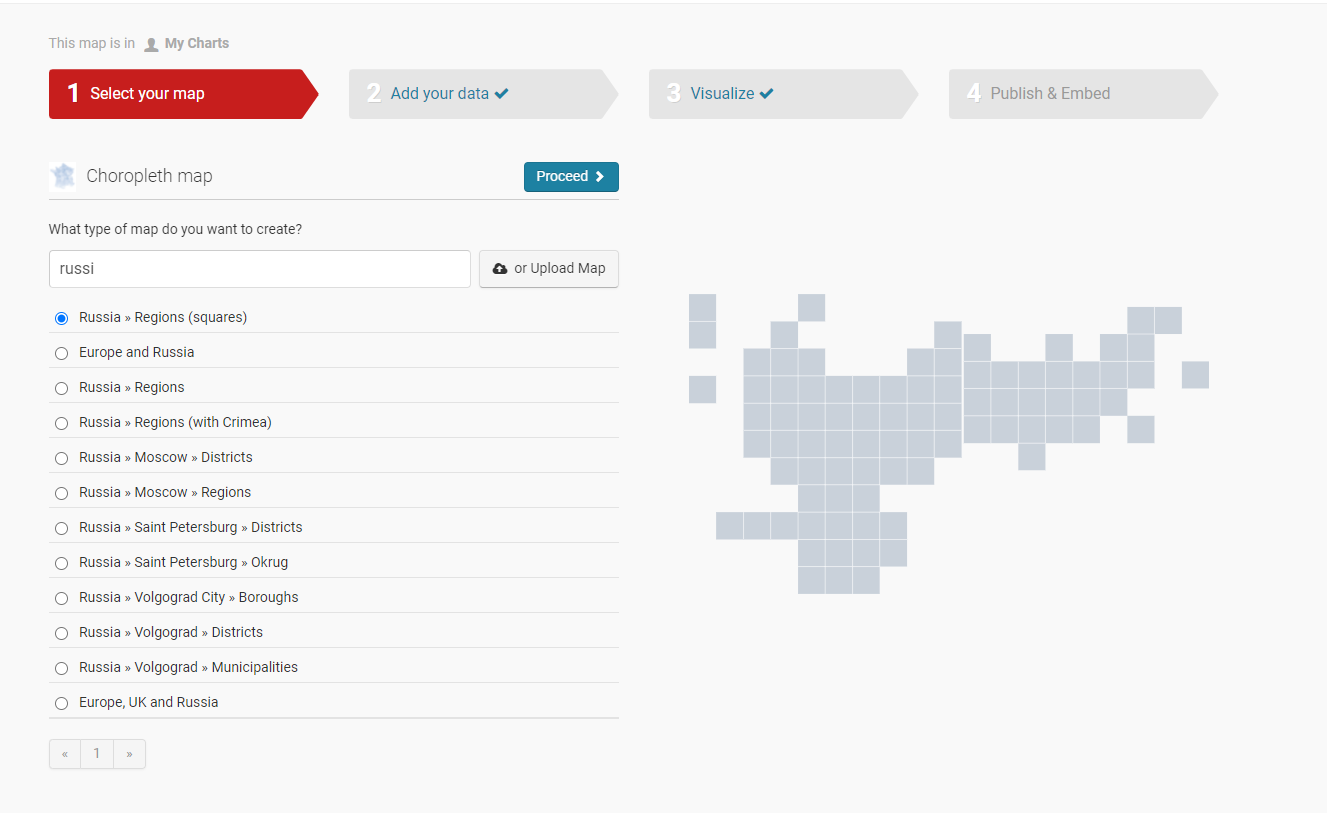 This map is in My Charts
1 Select your map
2 Add your data
3 Visualize
4 Publish & Embed
Choropleth map
Proceed
What type of map do you want to create?
russi
or Upload Map
Russia » Regions (squares)
Europe and Russia
Russia » Regions
Russia » Regions (with Crimea)
Russia » Moscow » Districts
Russia » Moscow » Regions
Russia » Saint Petersburg » Districts
Russia » Saint Petersburg » Okrug
Russia » Volgograd City » Boroughs
Russia » Volgograd » Districts
Russia » Volgograd » Municipalities
Europe, UK and Russia
« 1 »